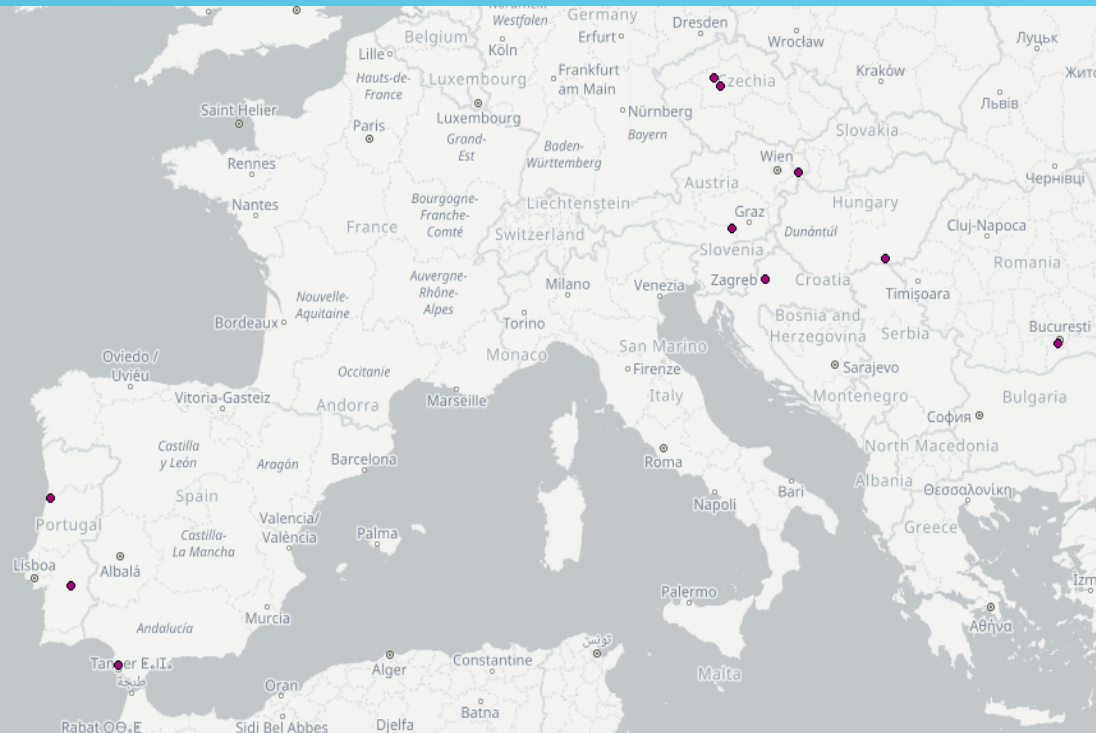 Westfalen
Germany
Dresden
Belgium
Köln
Erfurt
Wrocław
Луцьк
Lille
Hauts-de-
France
Luxembourg
Frankfurt
am Main
Czechia
Kraków
Львів
Saint Helier
Luxembourg
Nürnberg
Paris
Grand-
Est
Bayern
Slovakia
Baden-
Württemberg
Rennes
Wien
Чернівці
Austria
Nantes
Bourgogne-
Franche-
Comté
Liechtenstein
Graz
Hungary
Dunántúl
Cluj-Napoca
France
Switzerland
Slovenia
Romania
Auvergne-
Rhône-
Alpes
Milano
Venezia
Zagreb
Croatia
Timișoara
Nouvelle-
Aquitaine
Bordeaux
Torino
Bosnia and
Herzegovina
Serbia
București
Oviedo /
Uviéu
Monaco
San Marino
Occitanie
Firenze
Sarajevo
Vitoria-Gasteiz
Andorra
Marseille
Italy
Montenegro
Bulgaria
София
Castilla
y León
Aragón
Barcelona
Roma
North Macedonia
Spain
Napoli
Bari
Albania
Θεσσαλονίκη
Portugal
Valencia/
València
Castilla-
La Mancha
Palma
Greece
Lisboa
Albalá
Palermo
Murcia
Αθήνα
Andalucía
تونس
Alger
Constantine
Malta
طنجة
Oran
Batna
Rabat
Sidi Bel Abbes
Djelfa